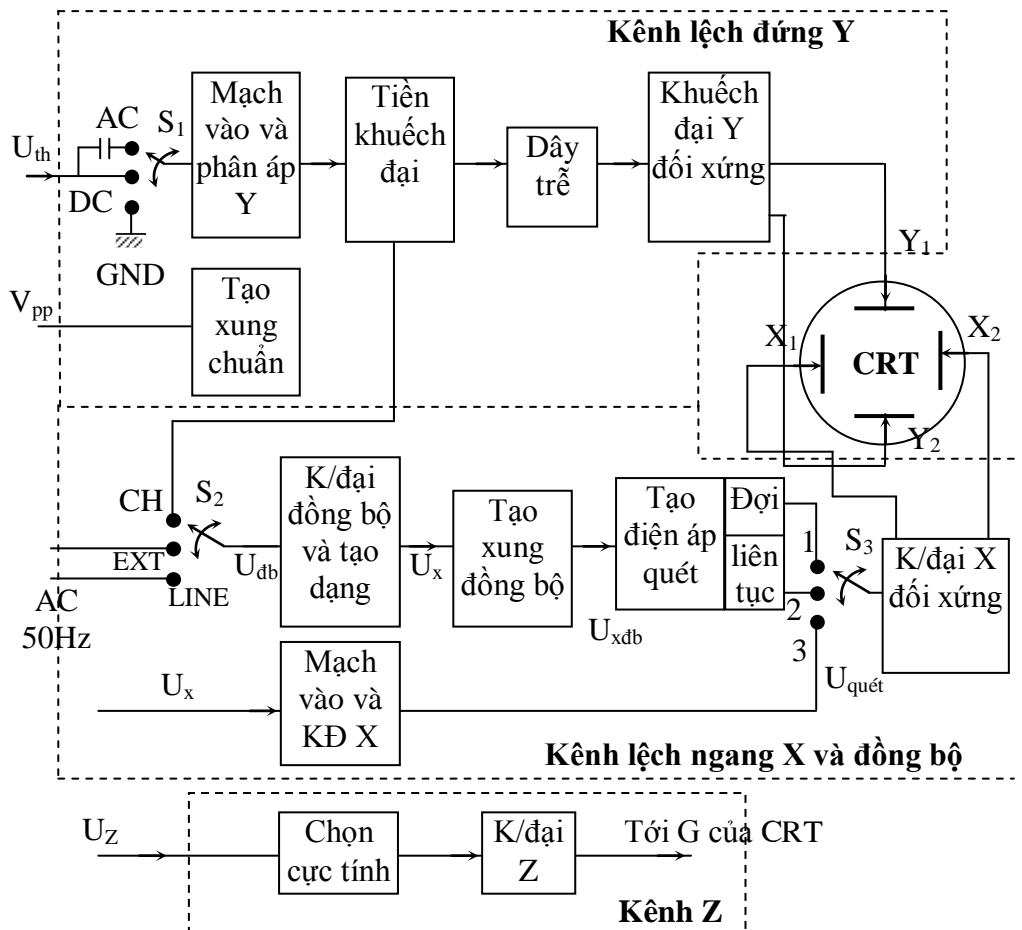 Kênh lệch đứng Y
AC
S1
Uth
DC
GND
Mạch
vào và
phân áp
Y
Tiền
khuếch
đại
Dây
trễ
Khuếch
đại Y
đối xứng
Vpp
Tạo
xung
chuẩn
Y1
X1
X2
CRT
Y2
CH
S2
EXT
LINE
AC
50Hz
Uđb
K/đại
đồng bộ
và tạo
dạng
Ux
Tạo
xung
đồng bộ
Uxđb
Tạo
điện áp
quét
Đợi
liên
tục
1
2
3
S3
Uquét
K/đại X
đối xứng
Ux
Mạch
vào và
KĐ X
Kênh lệch ngang X và đồng bộ
UZ
Chọn
cực tính
K/đại
Z
Tới G của CRT
Kênh Z